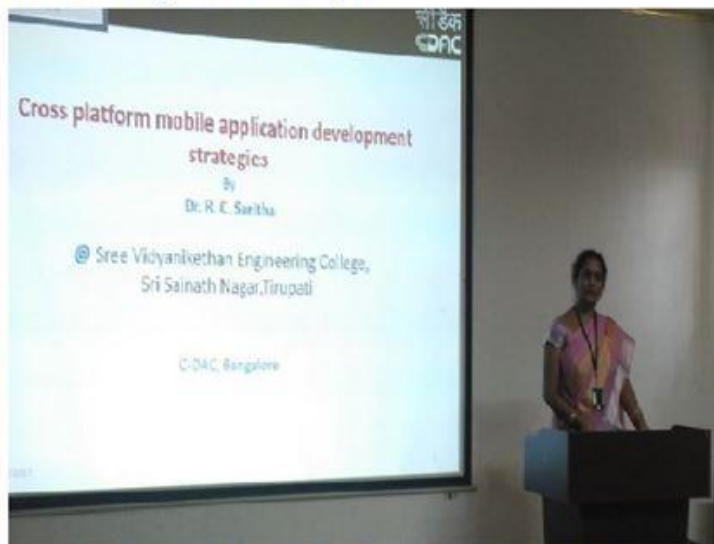 सी डैक
CDAC
Cross platform mobile application development
strategies
By
Dr. R. C. Saritha
@ Sree Vidyanikethan Engineering College,
Sri Sainath Nagar,Tirupati
C-DAC, Bangalore